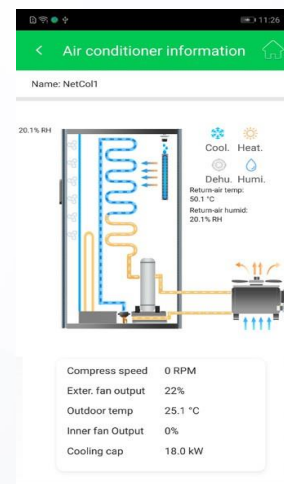 11:26
Air conditioner information
Name: NetCol1
20.1% RH
Cool. Heat.
Dehu. Humi.
Return-air temp:
50.1 °C
Return-air humid:
20.1% RH
Compress speed 0 RPM
Exter. fan output 22%
Outdoor temp 25.1 °C
Inner fan Output 0%
Cooling cap 18.0 kW